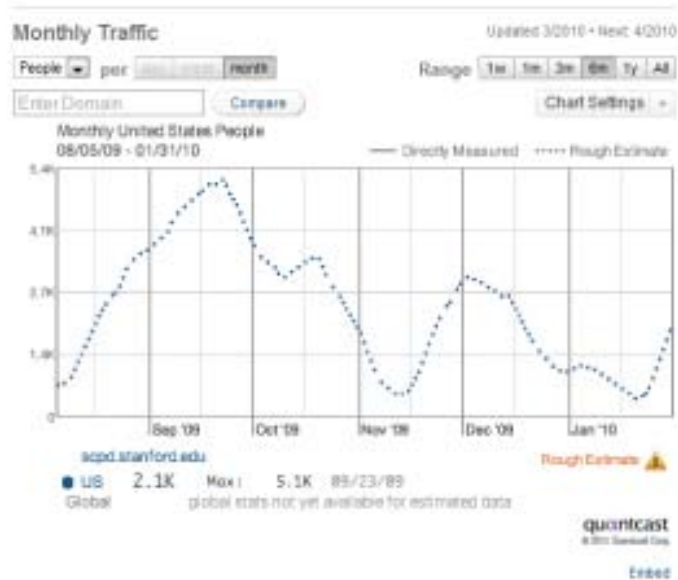 Monthly Traffic
Updated 3/2010 • Next: 4/2010
People per month
Range 1w 1m 3m 6m 1y All
Enter Domain Compare
Chart Settings
Monthly United States People
08/05/09 - 01/31/10
Directly Measured Rough Estimate
5.4K
4.1K
2.7K
1.4K
0
Sep '09 Oct '09 Nov '09 Dec '09 Jan '10
scpd.stanford.edu
Rough Estimate
US 2.1K Max: 5.1K 09/23/09
Global global stats not yet available for estimated data
quantcast
Embed